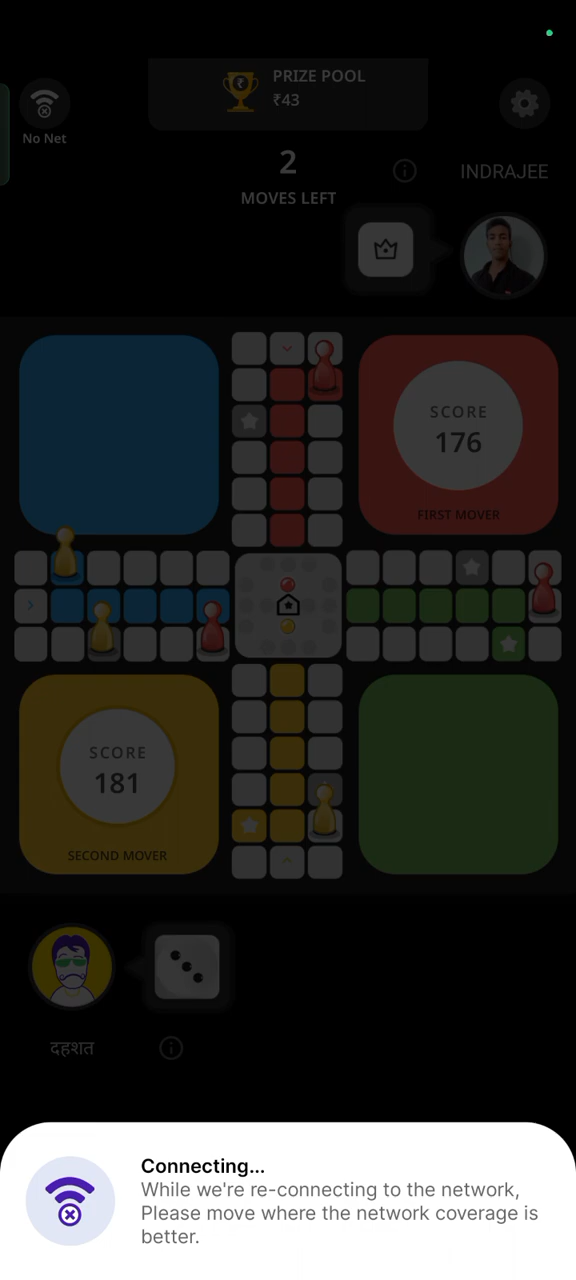 PRIZE POOL
₹43
No Net
2
MOVES LEFT
INDRAJEE
SCORE
176
FIRST MOVER
SCORE
181
SECOND MOVER
दहशत
Connecting...
While we're re-connecting to the network,
Please move where the network coverage is
better.